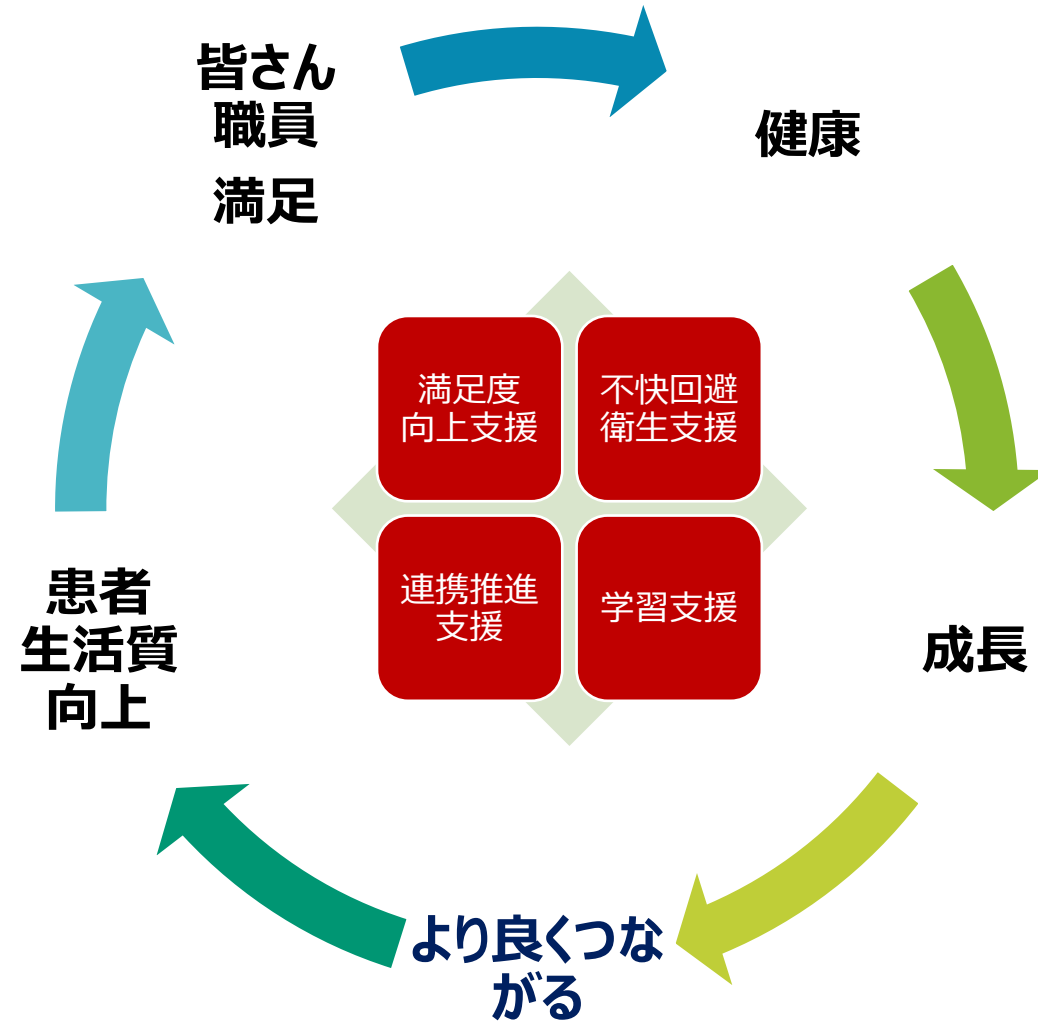 皆さん
職員
満足
健康
満足度
向上支援
不快回避
衛生支援
連携推進
支援
学習支援
患者
生活質
向上
成長
より良くつな
がる